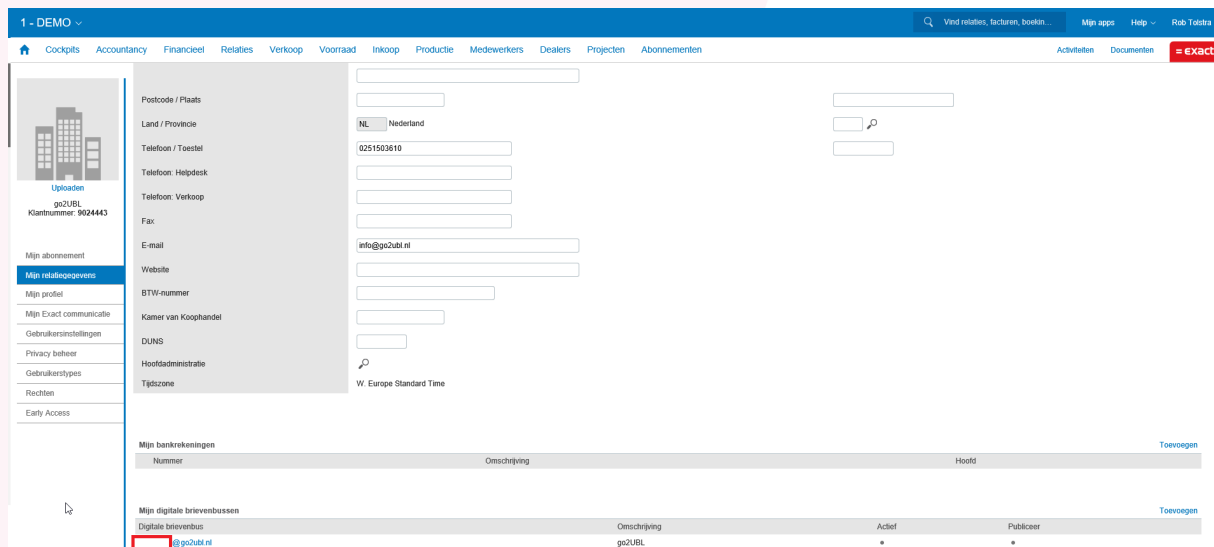 1 - DEMO
Vind relaties, facturen, boekin... Mijn apps Help Rob Tolstra
Cockpits Accountancy Financieel Relaties Verkoop Voorraad Inkoop Productie Medewerkers Dealers Projecten Abonnementen Activiteiten Documenten = exact
Uploaden
go2UBL
Klantnummer: 9024443
Mijn abonnement
Mijn relatiegegevens
Mijn profiel
Mijn Exact communicatie
Gebruikersinstellingen
Privacy beheer
Gebruikerstypes
Rechten
Early Access
Postcode / Plaats
Land / Provincie NL Nederland
Telefoon / Toestel 0251503610
Telefoon: Helpdesk
Telefoon: Verkoop
Fax
E-mail info@go2ubl.nl
Website
BTW-nummer
Kamer van Koophandel
DUNS
Hoofdadministratie
Tijdszone W. Europe Standard Time
Mijn bankrekeningen Toevoegen
Nummer Omschrijving Hoofd
Mijn digitale brievenbussen Toevoegen
Digitale brievenbus Omschrijving Actief Publiceer
@go2ubl.nl go2UBL